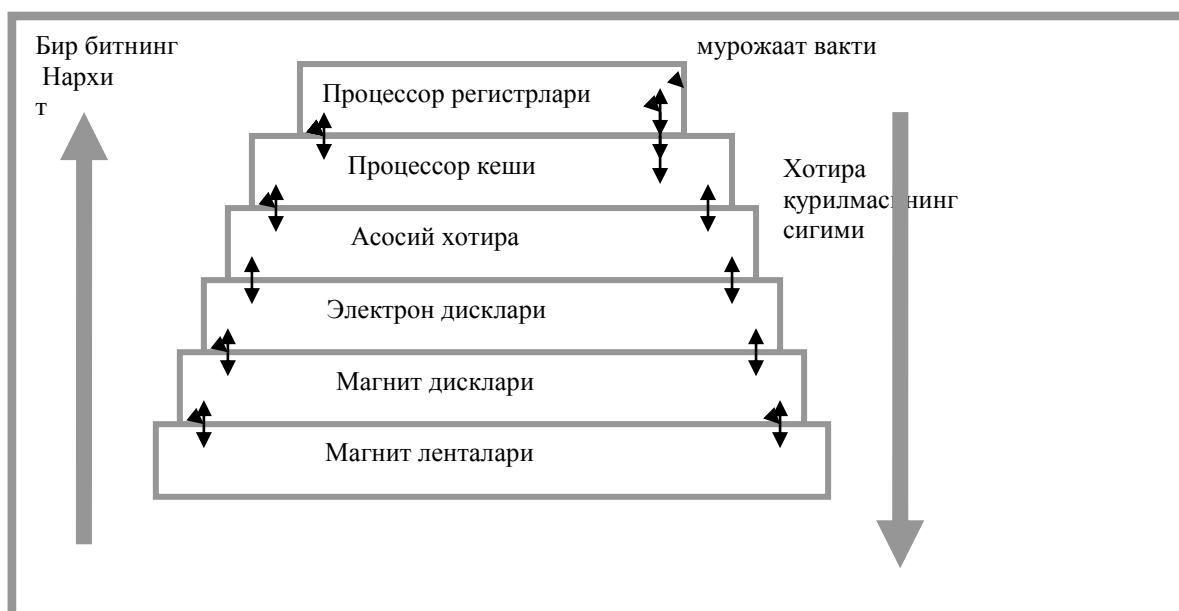 Бир битнинг
Нархи
т
мурожаат вакти
Процессор регистрлари
Процессор кеши
Хотира
қурилмасининг
сигими
Асосий хотира
Электрон дисклари
Магнит дисклари
Магнит ленталари